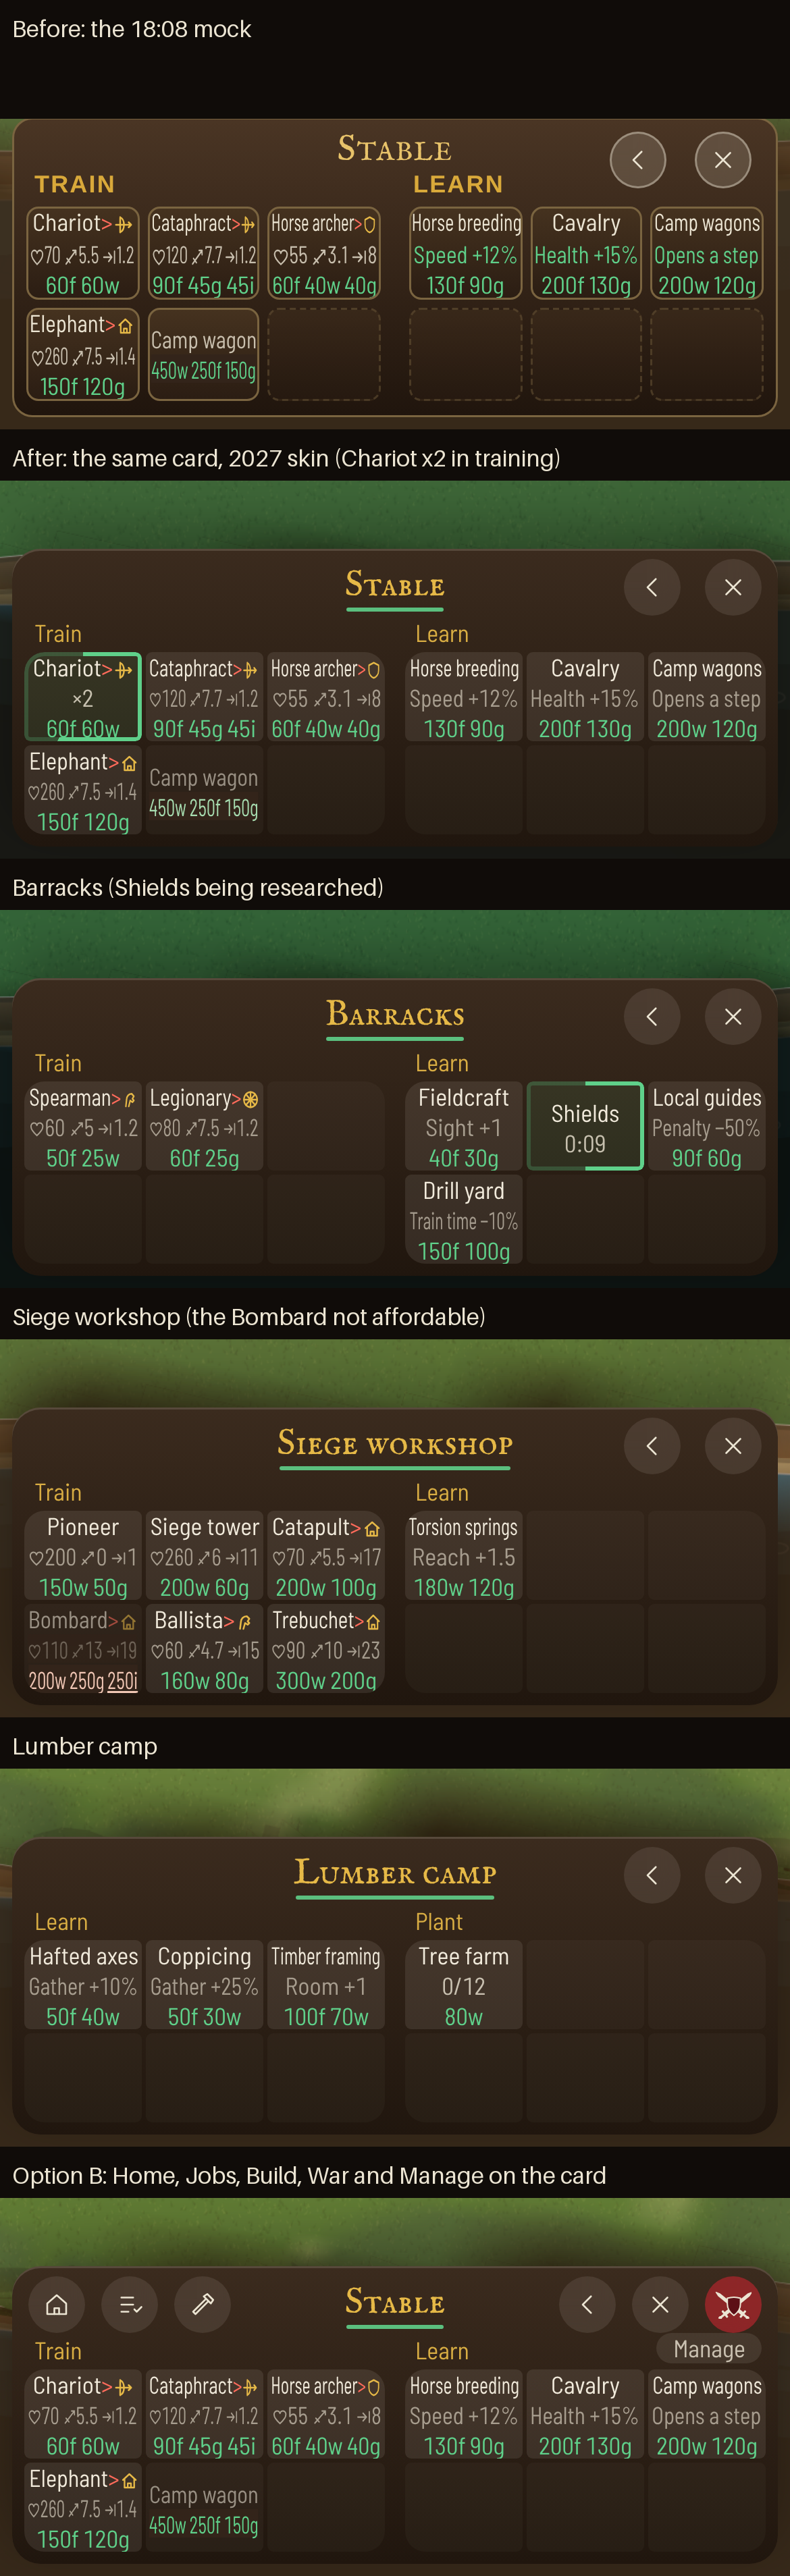 Before: the 18:08 mock
Stable
TRAIN LEARN
Chariot> Cataphract> Horse archer> Horse breeding Cavalry Camp wagons
70 5.5 1.2 120 7.7 1.2 55 3.1 8 Speed +12% Health +15% Opens a step
60f 60w 90f 45g 45i 60f 40w 40g 130f 90g 200f 130g 200w 120g
Elephant> Camp wagon
260 7.5 1.4 450w 250f 150g
150f 120g
After: the same card, 2027 skin (Chariot x2 in training)
Stable
Train Learn
Chariot> Cataphract> Horse archer> Horse breeding Cavalry Camp wagons
×2 120 7.7 1.2 55 3.1 8 Speed +12% Health +15% Opens a step
60f 60w 90f 45g 45i 60f 40w 40g 130f 90g 200f 130g 200w 120g
Elephant> Camp wagon
260 7.5 1.4 450w 250f 150g
150f 120g
Barracks (Shields being researched)
Barracks
Train Learn
Spearman> Legionary> Fieldcraft Shields Local guides
60 5 1.2 80 7.5 1.2 Sight +1 0:09 Penalty −50%
50f 25w 60f 25g 40f 30g 90f 60g
Drill yard
Train time −10%
150f 100g
Siege workshop (the Bombard not affordable)
Siege workshop
Train Learn
Pioneer Siege tower Catapult> Torsion springs
200 0 1 260 6 11 70 5.5 17 Reach +1.5
150w 50g 200w 60g 200w 100g 180w 120g
Bombard> Ballista> Trebuchet>
110 13 19 60 4.7 15 90 10 23
200w 250g 250i 160w 80g 300w 200g
Lumber camp
Lumber camp
Learn Plant
Hafted axes Coppicing Timber framing Tree farm
Gather +10% Gather +25% Room +1 0/12
50f 40w 50f 30w 100f 70w 80w
Option B: Home, Jobs, Build, War and Manage on the card
Stable
Train Learn Manage
Chariot> Cataphract> Horse archer> Horse breeding Cavalry Camp wagons
70 5.5 1.2 120 7.7 1.2 55 3.1 8 Speed +12% Health +15% Opens a step
60f 60w 90f 45g 45i 60f 40w 40g 130f 90g 200f 130g 200w 120g
Elephant> Camp wagon
260 7.5 1.4 450w 250f 150g
150f 120g